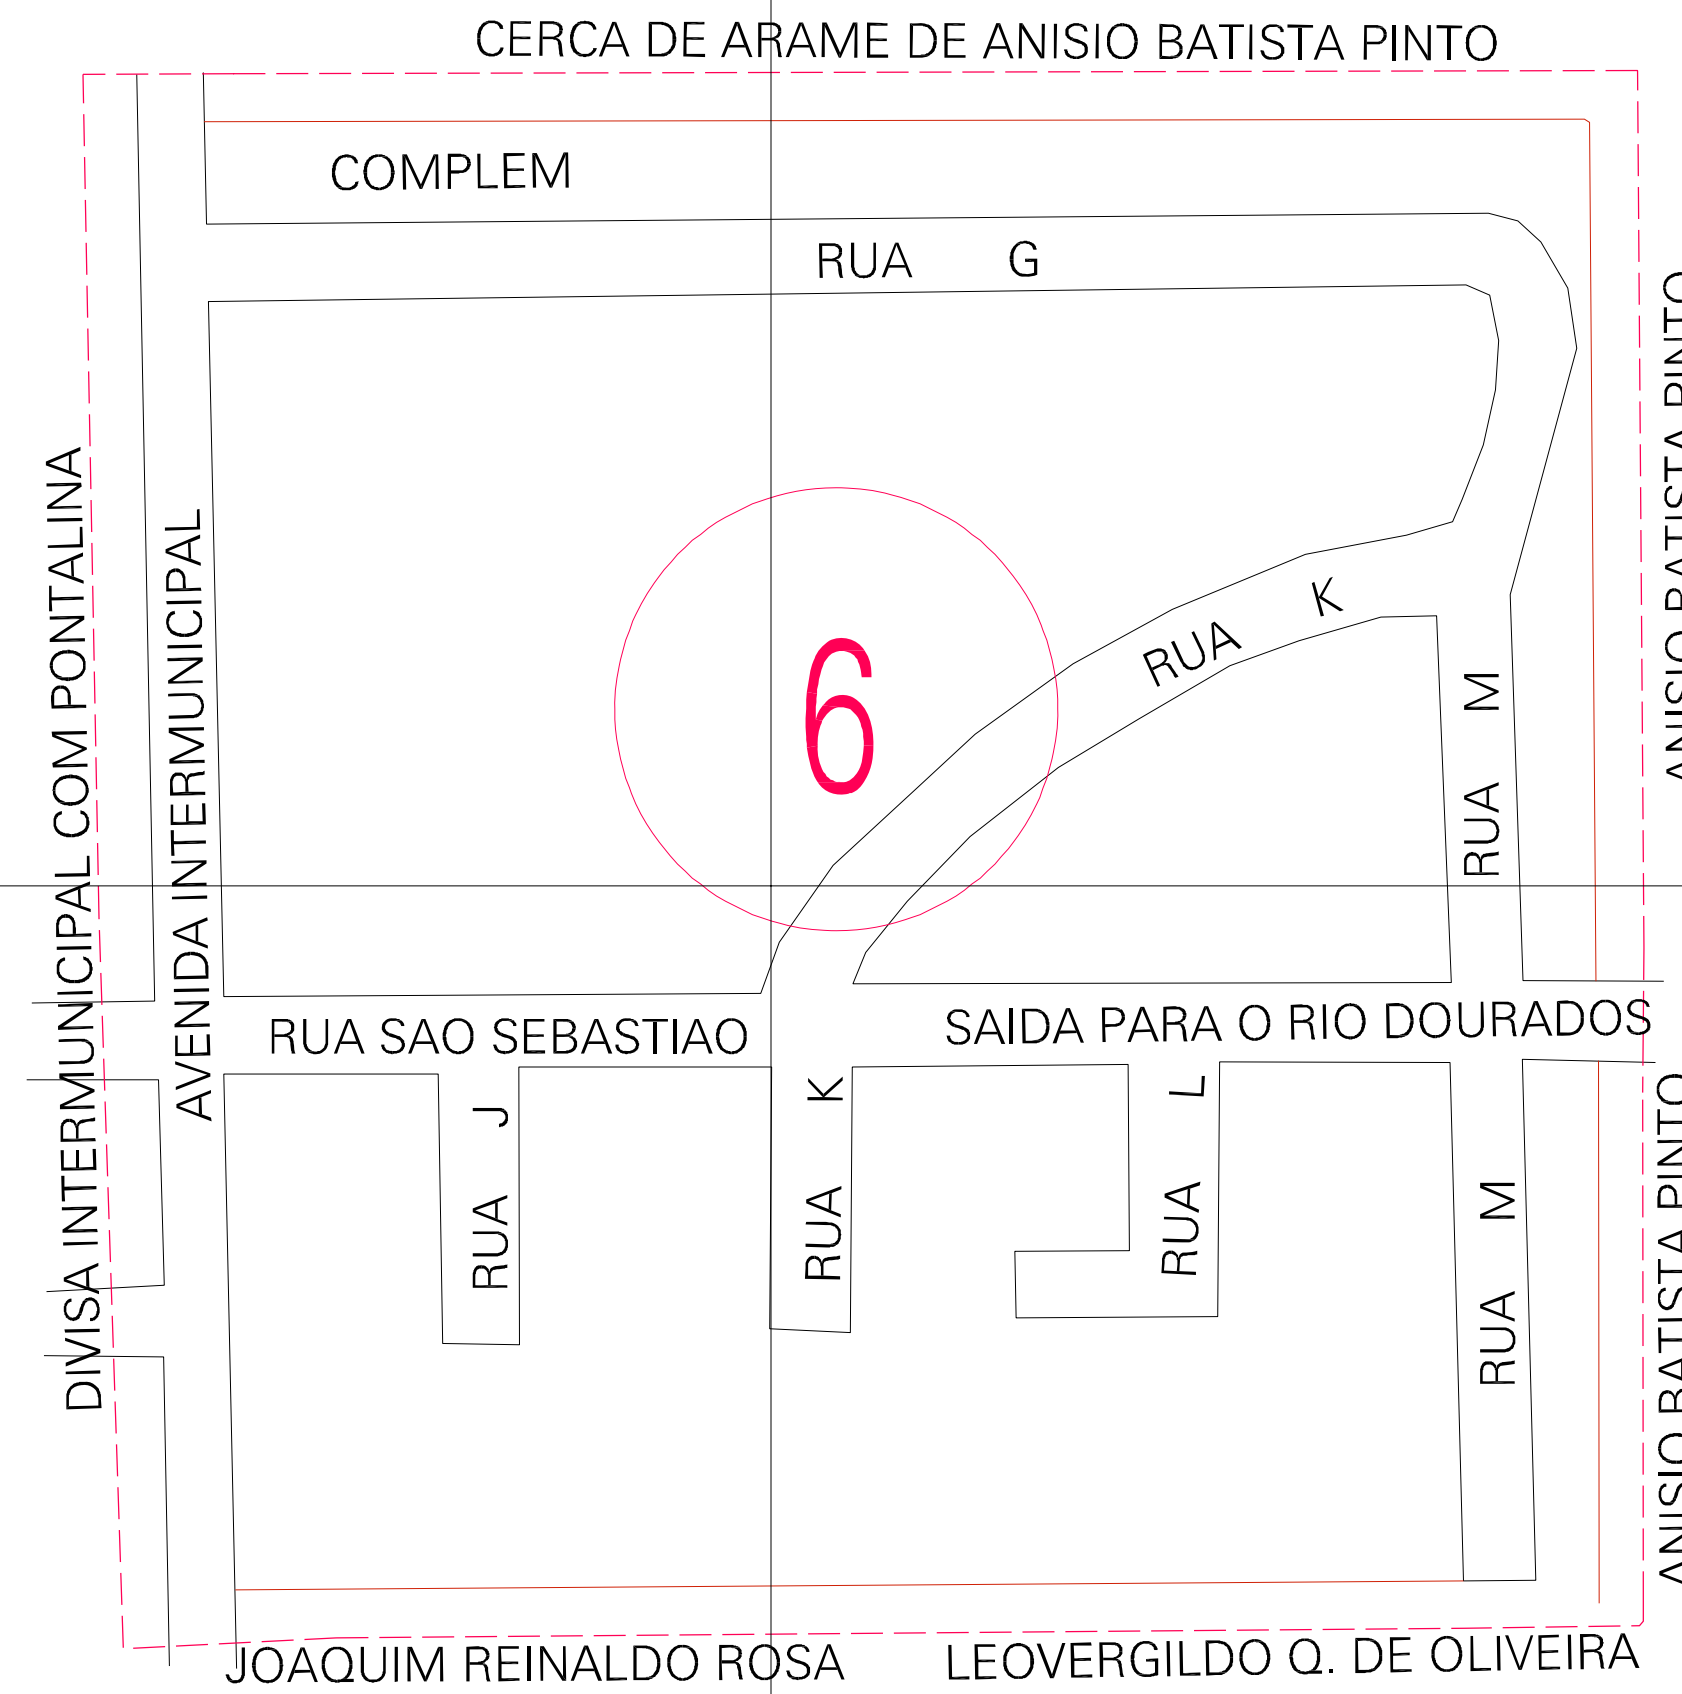 CERCA DE ARAME DE ANISIO BATISTA PINTO
COMPLEM
RUA G
ANISIO BATISTA PINTO
DIVISA INTERMUNICIPAL COM PONTALINA
AVENIDA INTERMUNICIPAL
6
RUA K
RUA M
RUA SAO SEBASTIAO
SAIDA PARA O RIO DOURADOS
RUA J
RUA K
RUA L
RUA M
ANISIO BATISTA PINTO
JOAQUIM REINALDO ROSA
LEOVERGILDO Q. DE OLIVEIRA